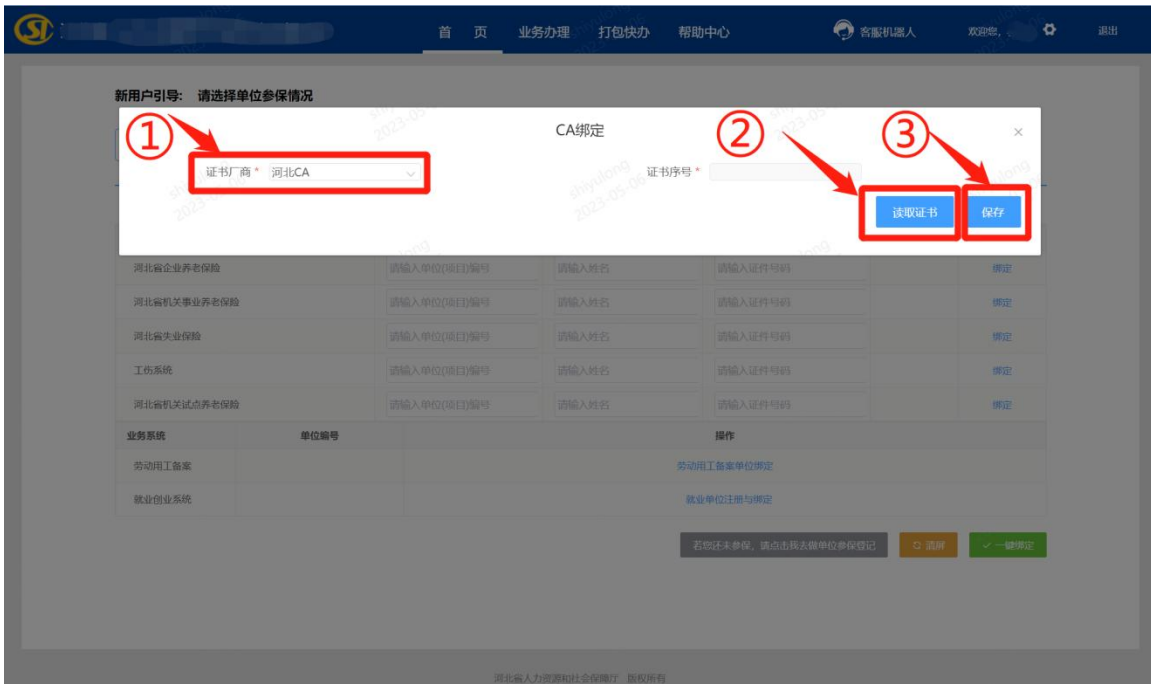 首 页 业务办理 打包快办 帮助中心 客服机器人 欢迎您, 退出
新用户引导: 请选择单位参保情况
CA绑定
① ② ③
证书厂商 * 河北CA 证书序号 *
读取证书 保存
河北省企业养老保险 请输入单位(项目)编号 请输入姓名 请输入证件号码 绑定
河北省机关事业养老保险 请输入单位(项目)编号 请输入姓名 请输入证件号码 绑定
河北省失业保险 请输入单位(项目)编号 请输入姓名 请输入证件号码 绑定
工伤系统 请输入单位(项目)编号 请输入姓名 请输入证件号码 绑定
河北省机关试点养老保险 请输入单位(项目)编号 请输入姓名 请输入证件号码 绑定
业务系统 单位编号 操作
劳动用工备案 劳动用工备案单位绑定
就业创业系统 就业单位注册与绑定
若您还未参保，请点击我去做单位参保登记 清屏 一键绑定
河北省人力资源和社会保障厅 版权所有